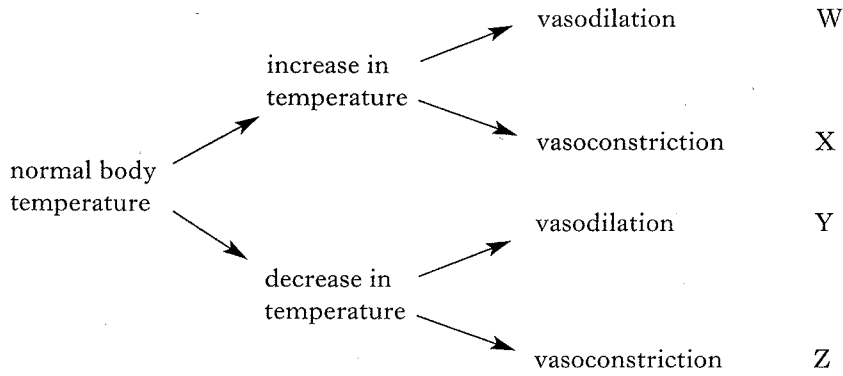 vasodilation W
increase in
temperature
vasoconstriction X
normal body
temperature
vasodilation Y
decrease in
temperature
vasoconstriction Z